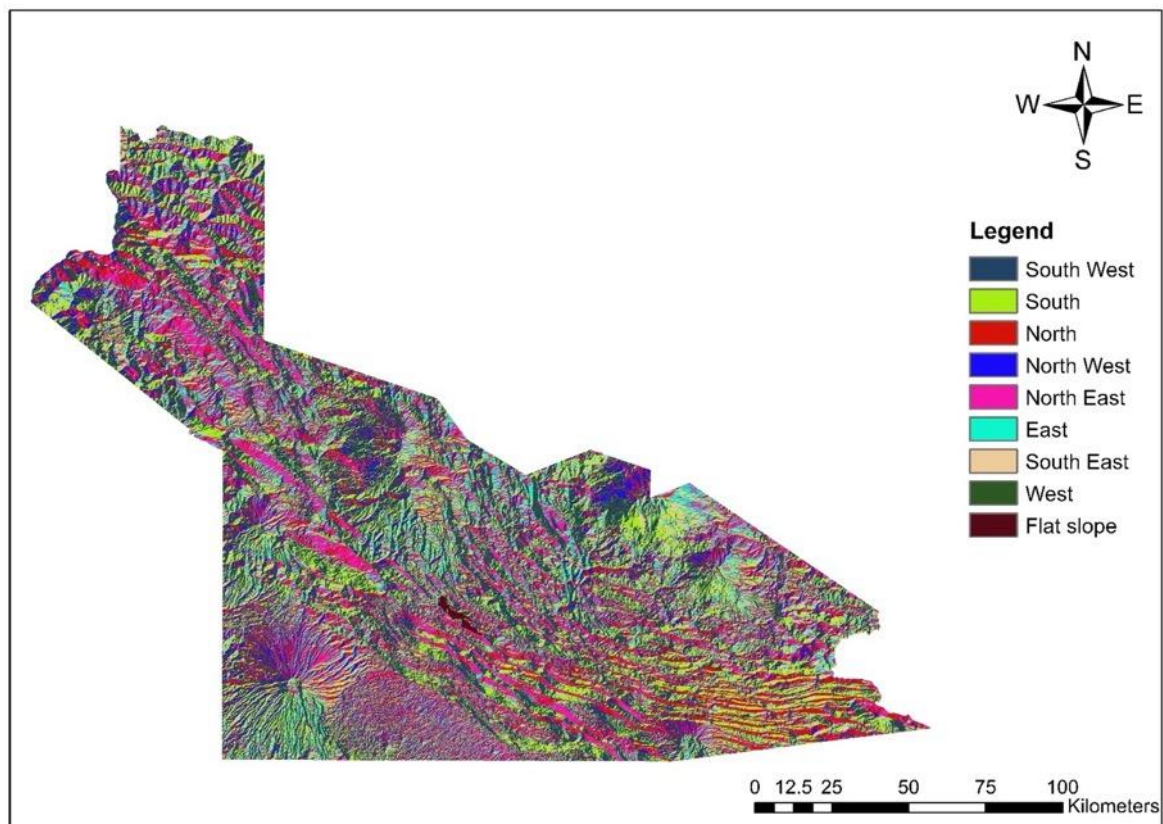 N
W E
S
Legend
South West
South
North
North West
North East
East
South East
West
Flat slope
0 12.5 25 50 75 100
Kilometers